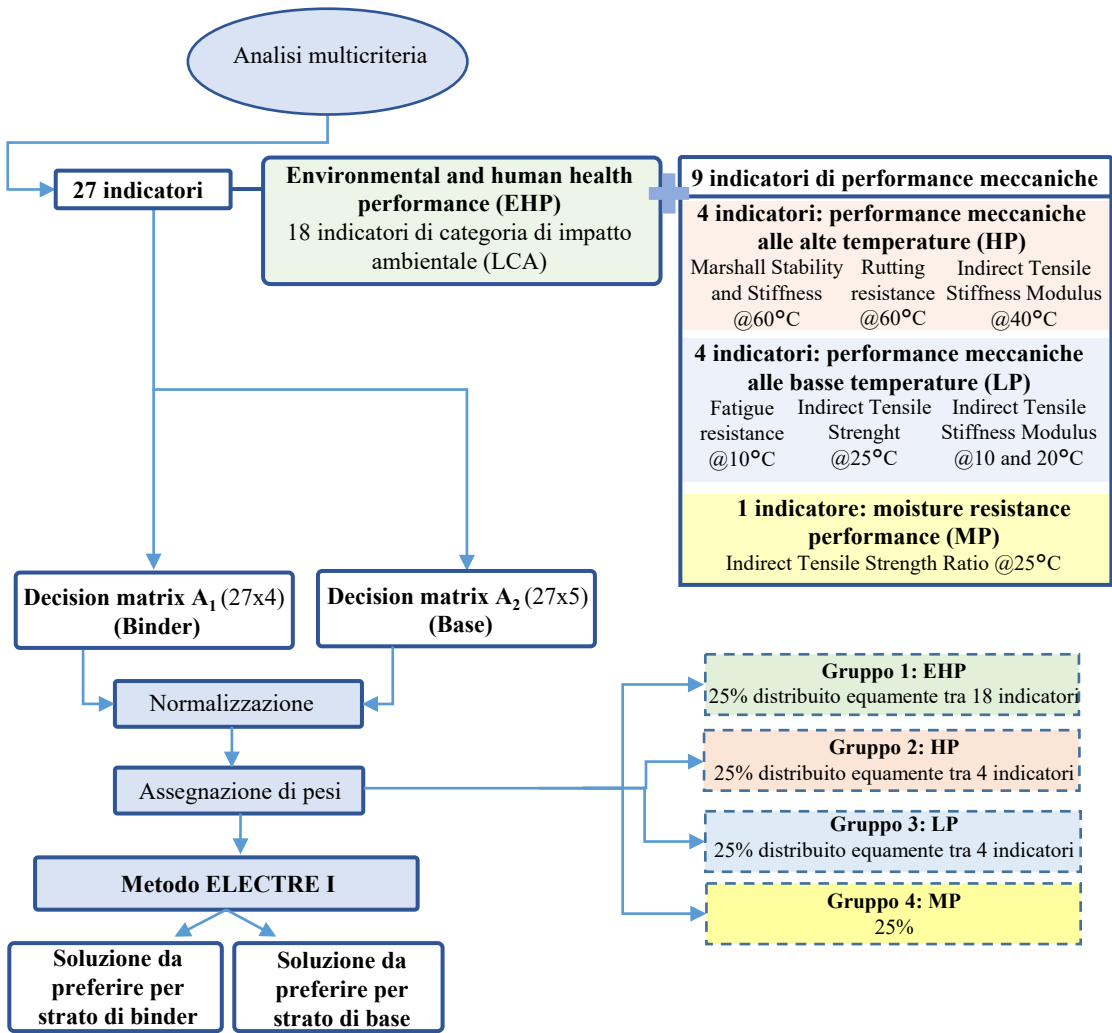 Analisi multicriteria
27 indicatori
Environmental and human health
performance (EHP)
18 indicatori di categoria di impatto
ambientale (LCA)
9 indicatori di performance meccaniche
4 indicatori: performance meccaniche
alle alte temperature (HP)
Marshall Stability
and Stiffness
@60°C
Rutting
resistance
@60°C
Indirect Tensile
Stiffness Modulus
@40°C
4 indicatori: performance meccaniche
alle basse temperature (LP)
Fatigue
resistance
@10°C
Indirect Tensile
Strenght
@25°C
Indirect Tensile
Stiffness Modulus
@10 and 20°C
1 indicatore: moisture resistance
performance (MP)
Indirect Tensile Strength Ratio @25°C
Decision matrix A₁ (27x4)
(Binder)
Decision matrix A₂ (27x5)
(Base)
Normalizzazione
Assegnazione di pesi
Metodo ELECTRE I
Soluzione da
preferire per
strato di binder
Soluzione da
preferire per
strato di base
Gruppo 1: EHP
25% distribuito equamente tra 18 indicatori
Gruppo 2: HP
25% distribuito equamente tra 4 indicatori
Gruppo 3: LP
25% distribuito equamente tra 4 indicatori
Gruppo 4: MP
25%